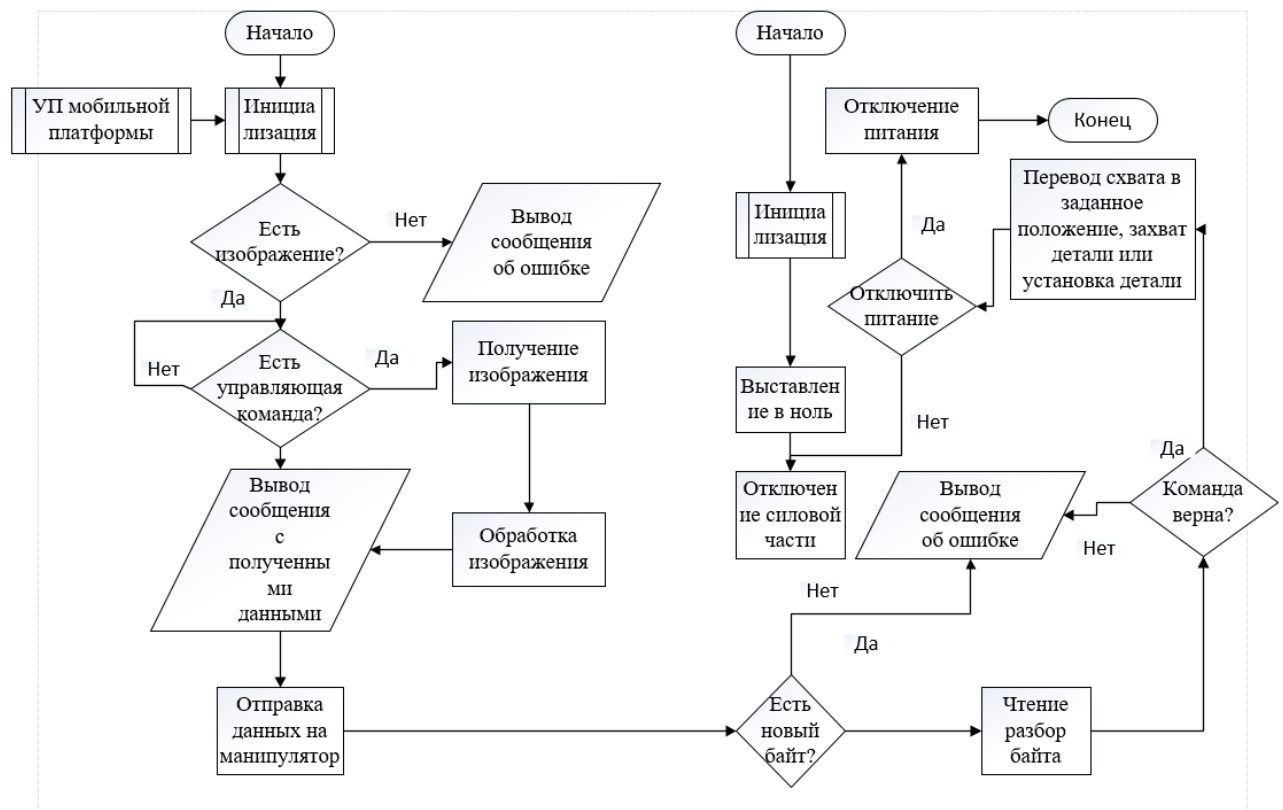 Начало
УП мобильной
платформы
Инициа
лизация
Есть
изображение?
Нет
Вывод
сообщения
об ошибке
Да
Нет
Есть
управляющая
команда?
Да
Получение
изображения
Обработка
изображения
Вывод
сообщения
с
полученны
ми
данными
Отправка
данных на
манипулятор
Начало
Инициа
лизация
Выставлен
ие в ноль
Отключен
ие силовой
части
Отключение
питания
Конец
Да
Отключить
питание
Нет
Перевод схвата в
заданное
положение, захват
детали или
установка детали
Да
Команда
верна?
Нет
Вывод
сообщения
об ошибке
Нет
Да
Есть
новый
байт?
Чтение
разбор
байта